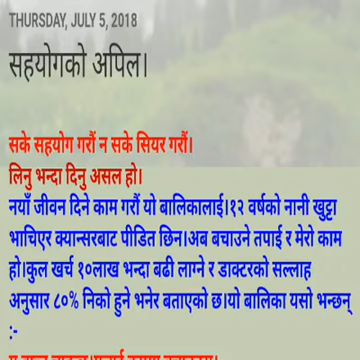 THURSDAY, JULY 5, 2018
सहयोगको अपिल।
सके सहयोग गरौं न सके सियर गरौं।
लिनु भन्दा दिनु असल हो।
नयाँ जीवन दिने काम गरौं यो बालिकालाई।१२ वर्षको नानी खुट्टा
भाचिएर क्यान्सरबाट पीडित छिन।अब बचाउने तपाई र मेरो काम
हो।कुल खर्च १०लाख भन्दा बढी लाग्ने र डाक्टरको सल्लाह
अनुसार ८०% निको हुने भनेर बताएको छ।यो बालिका यसो भन्छन्
:-